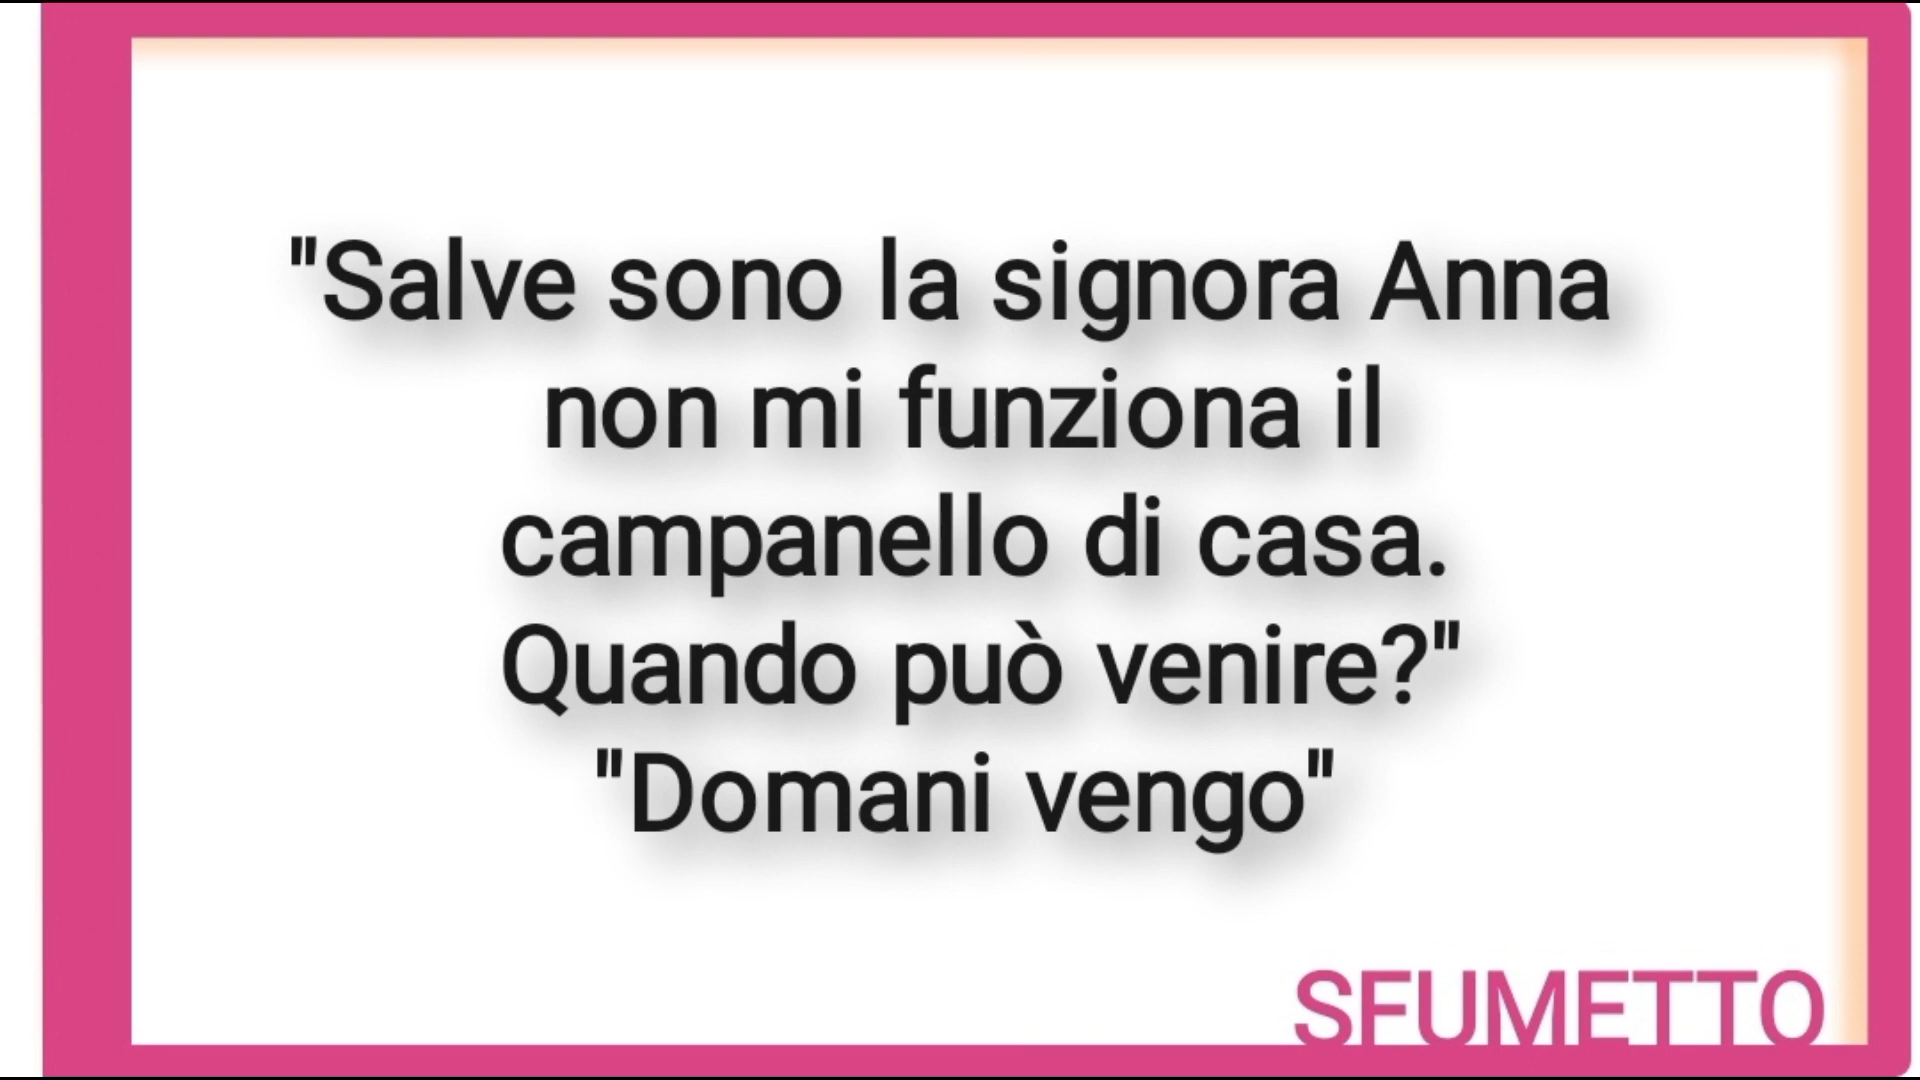 "Salve sono la signora Anna
non mi funziona il
campanello di casa.
Quando può venire?"
"Domani vengo"
SFUMETTO